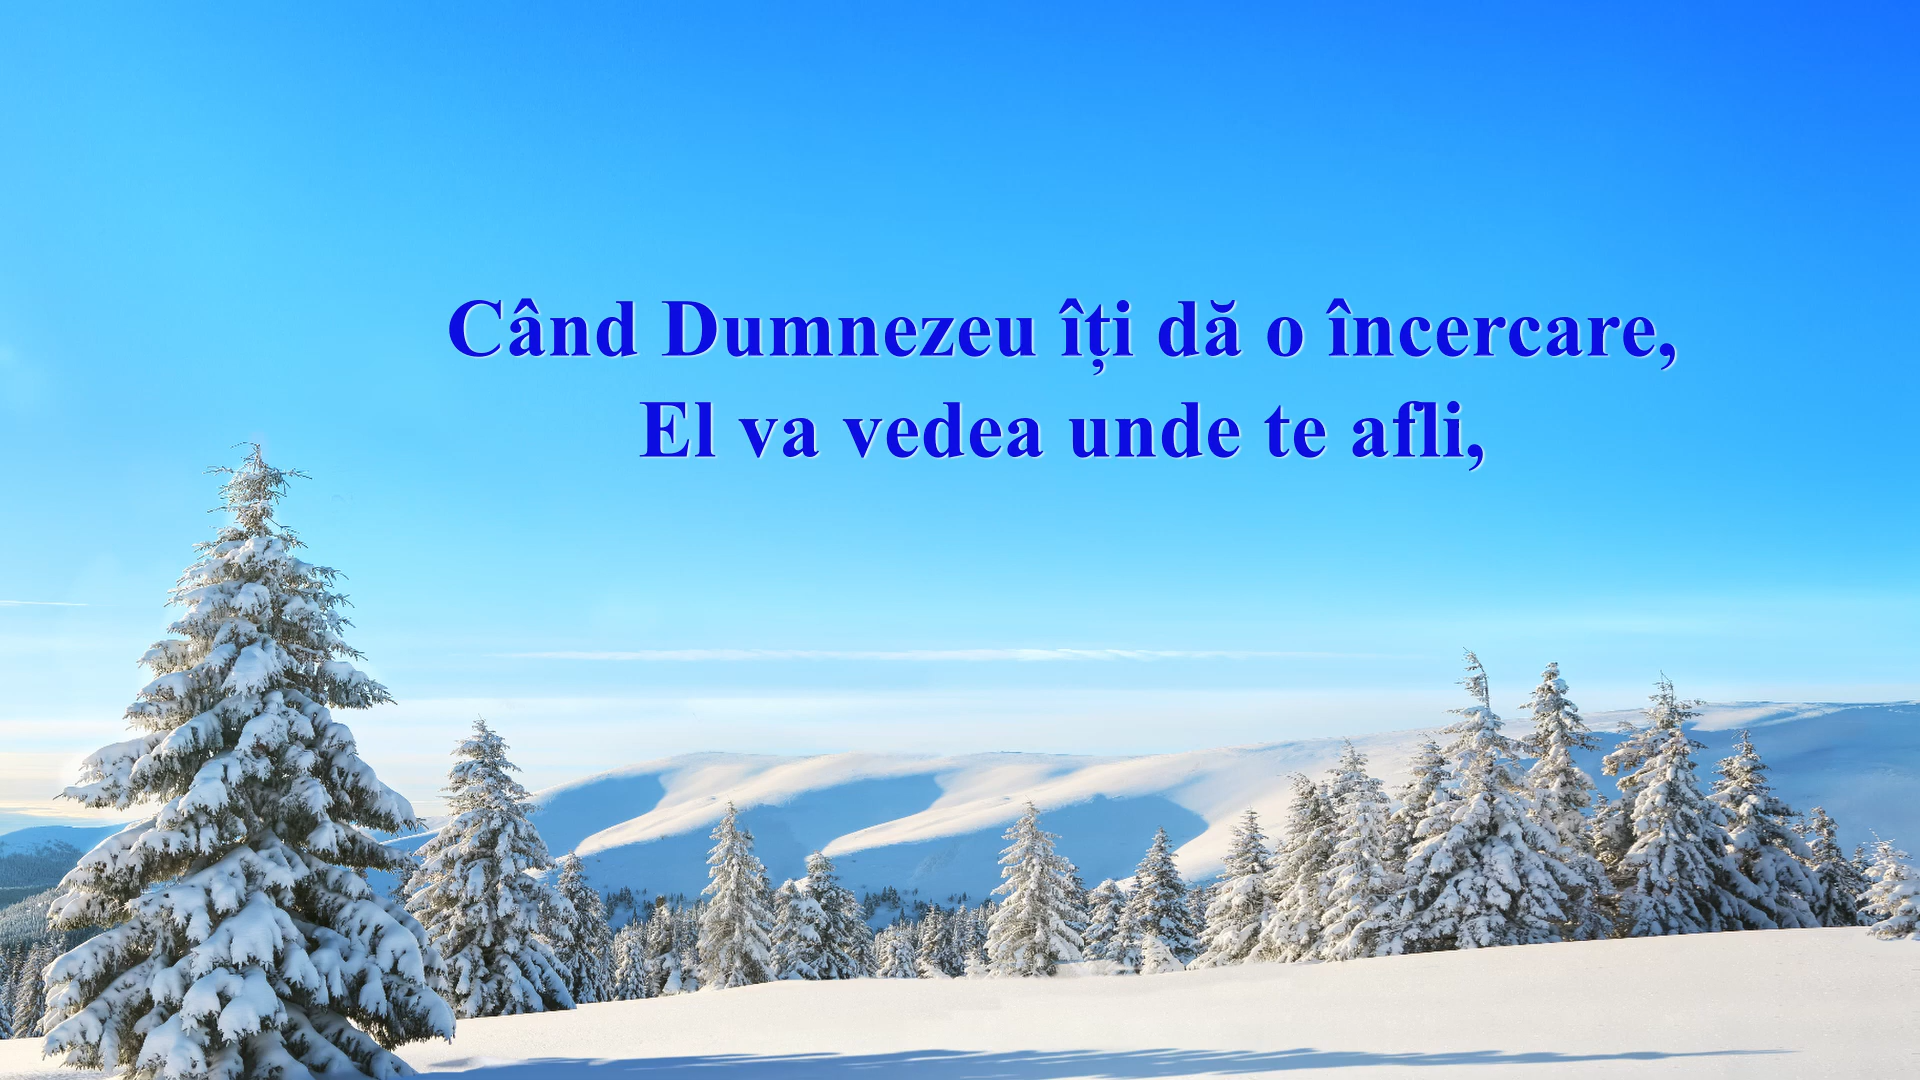 Când Dumnezeu îți dă o încercare,
El va vedea unde te afli,